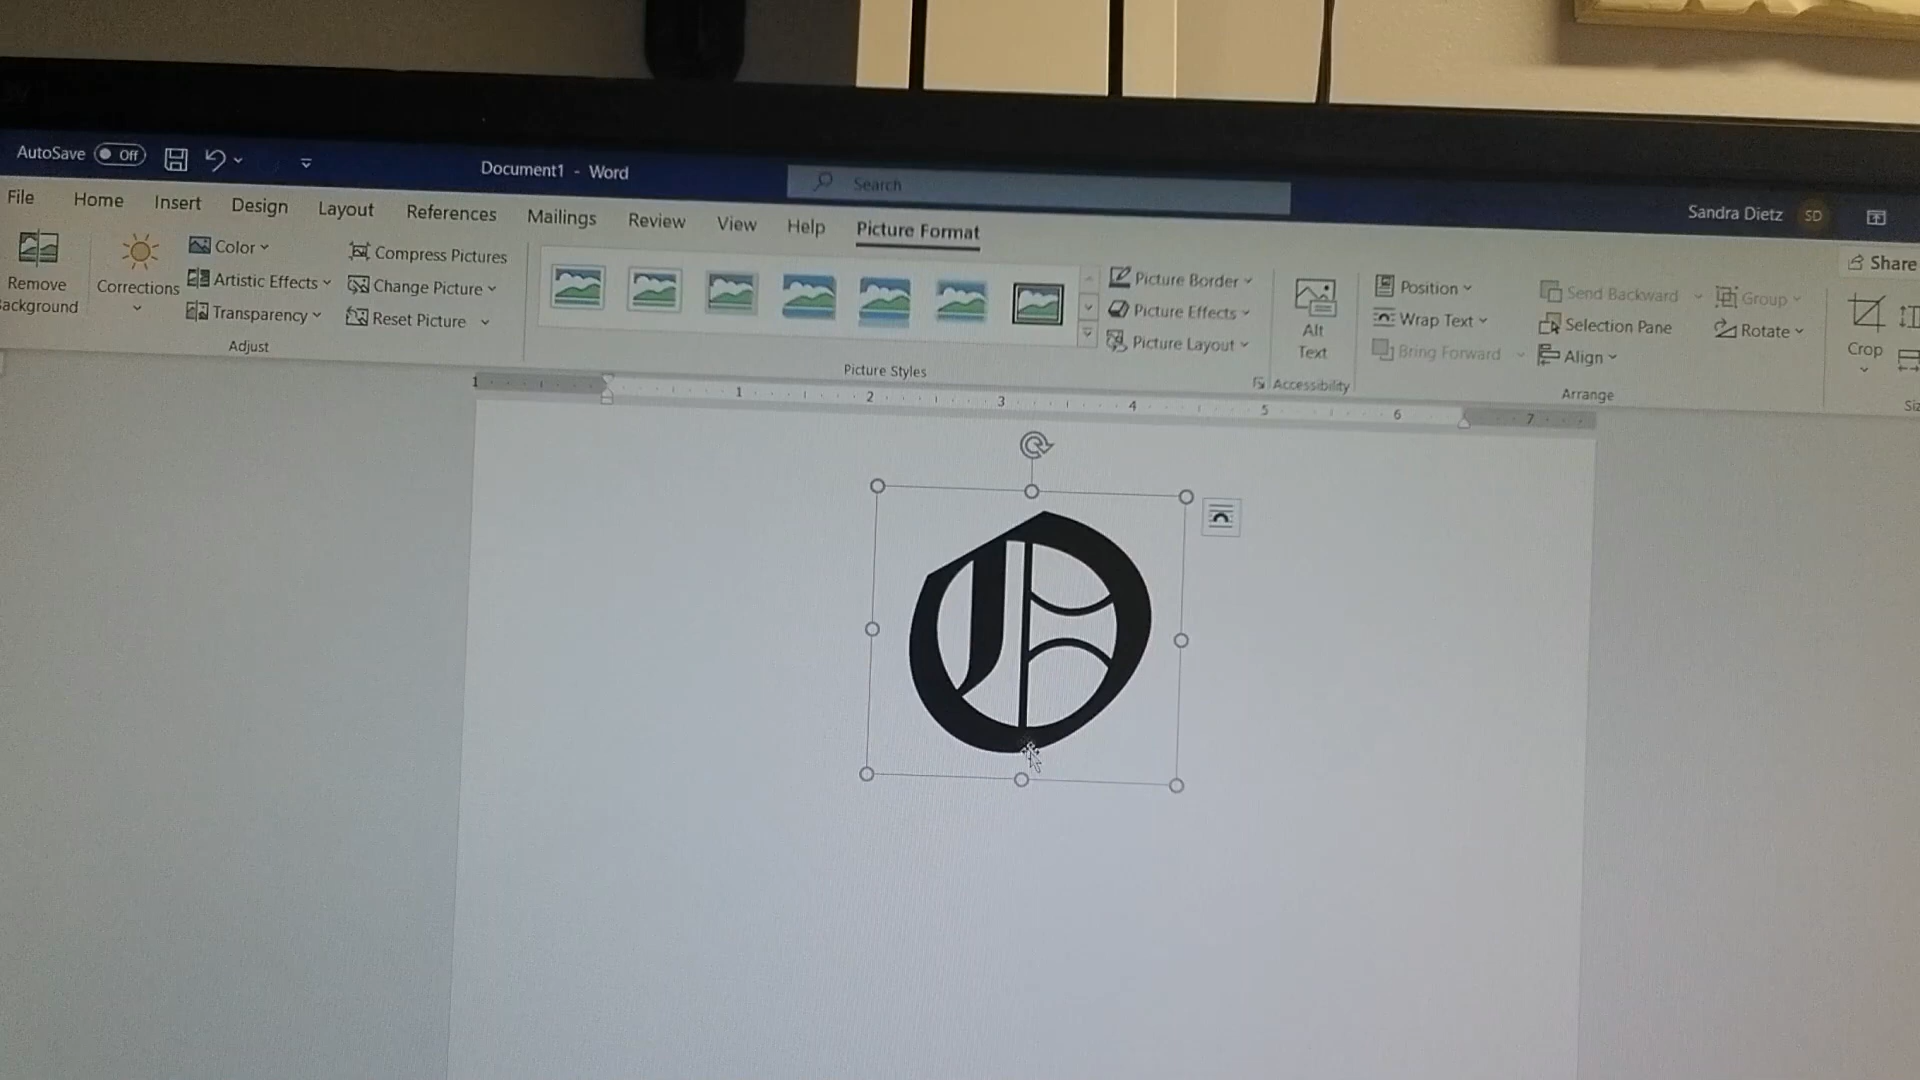 AutoSave Off Document1 - Word Search Sandra Dietz SD
File Home Insert Design Layout References Mailings Review View Help Picture Format Share
Remove Background
Corrections
Color
Artistic Effects
Transparency
Compress Pictures
Change Picture
Reset Picture
Adjust
Picture Styles
Picture Border
Picture Effects
Picture Layout
Alt
Text
Accessibility
Position
Wrap Text
Bring Forward
Send Backward
Selection Pane
Align
Group
Rotate
Arrange
Crop
Siz
1 1 2 3 4 5 6 7
O